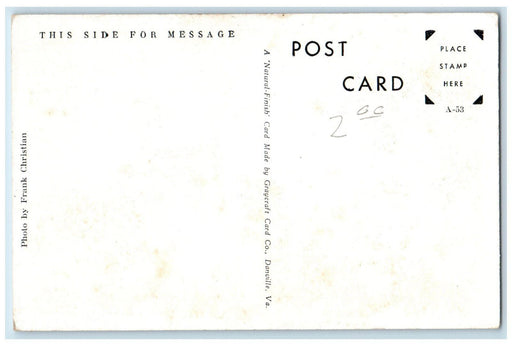 THIS SIDE FOR MESSAGE
Photo by Frank Christian
A 'Natural-Finish' Card Made by Graycraft Card Co., Danville, Va.
POST
CARD
PLACE
STAMP
HERE
A-53
2 00